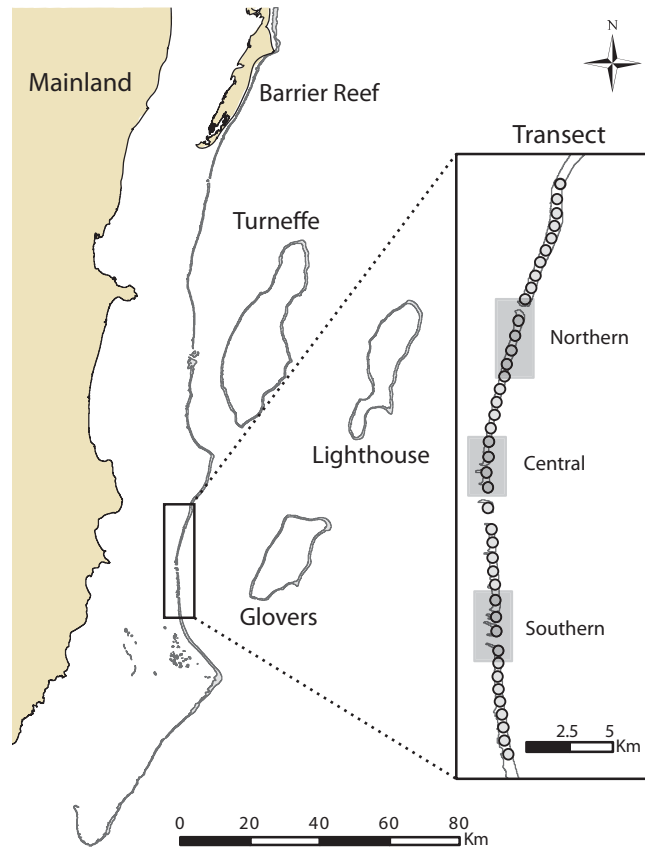 N
Mainland
Barrier Reef
Transect
Turneffe
Northern
Lighthouse
Central
Glovers
Southern
2.5 5
Km
0 20 40 60 80
Km